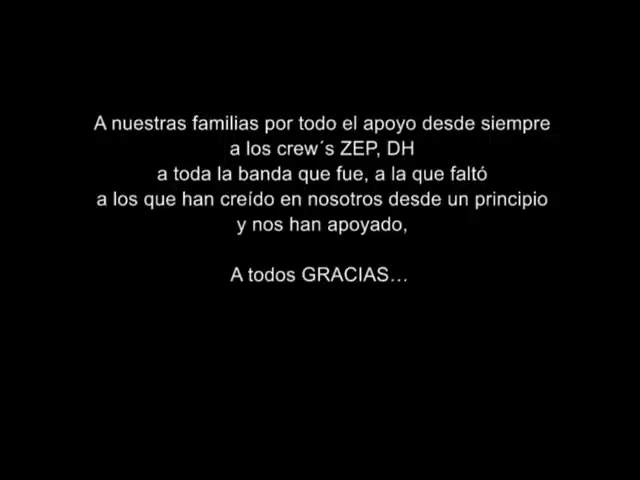 A nuestras familias por todo el apoyo desde siempre
a los crew´s ZEP, DH
a toda la banda que fue, a la que faltó
a los que han creído en nosotros desde un principio
y nos han apoyado,
A todos GRACIAS…